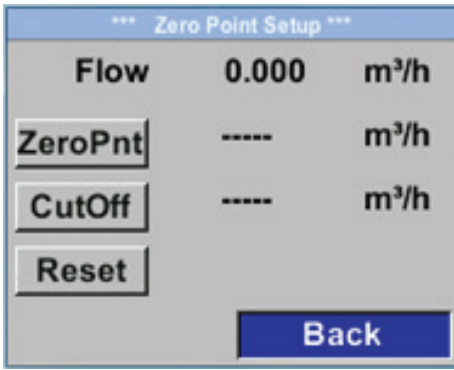 *** Zero Point Setup ***
Flow 0.000 m³/h
ZeroPnt ----- m³/h
CutOff ----- m³/h
Reset
Back